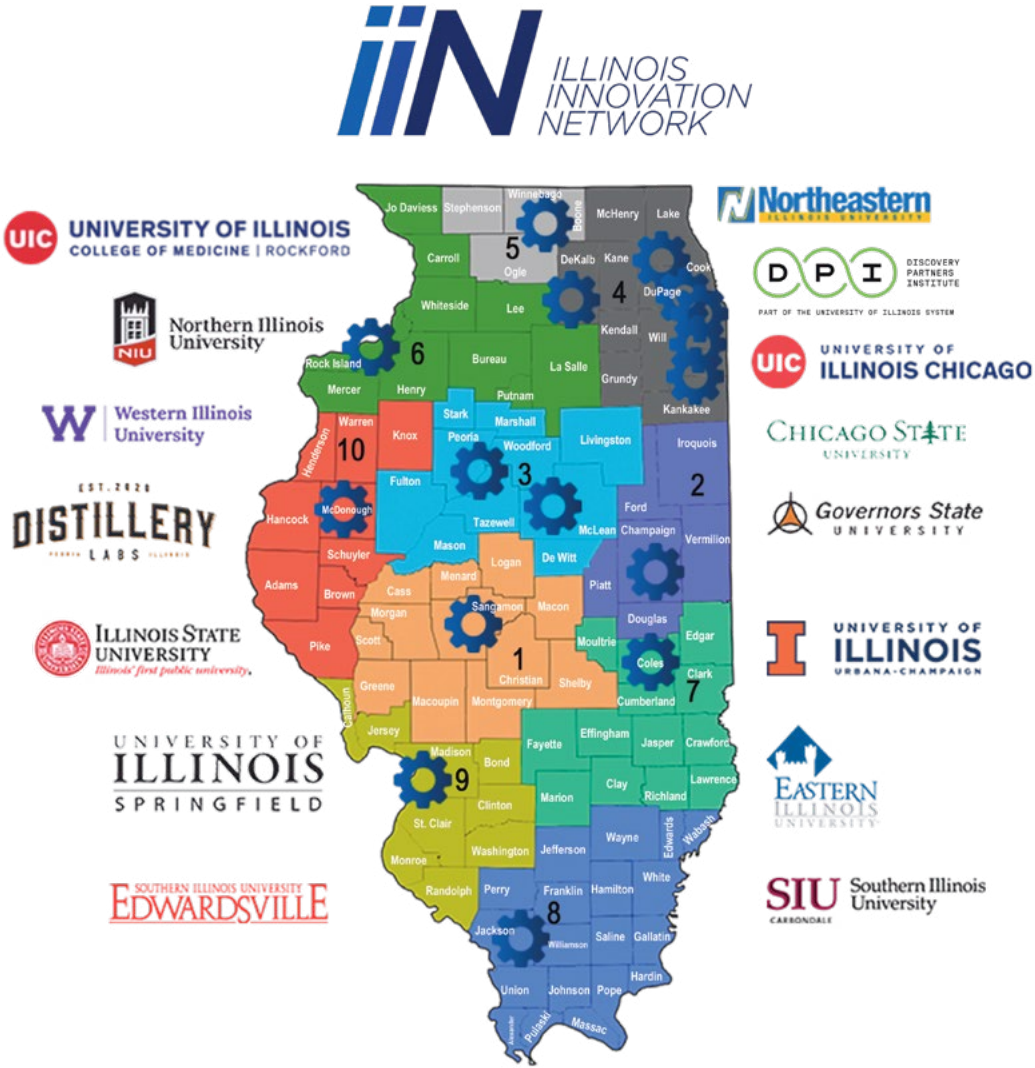 iiN
ILLINOIS
INNOVATION
NETWORK
UIC
UNIVERSITY OF ILLINOIS
COLLEGE OF MEDICINE | ROCKFORD
NIU
Northern Illinois
University
W
Western Illinois
University
EST. 2020
DISTILLERY
PEORIA LABS ILLINOIS
ILLINOIS STATE
UNIVERSITY
Illinois' first public university.
UNIVERSITY OF
ILLINOIS
SPRINGFIELD
SOUTHERN ILLINOIS UNIVERSITY
EDWARDSVILLE
Jo Daviess
Stephenson
Winnebago
Boone
McHenry
Lake
Carroll
5
Ogle
DeKalb
Kane
Cook
DuPage
4
Whiteside
Lee
Kendall
Will
Rock Island
6
Bureau
La Salle
Grundy
Mercer
Henry
Putnam
Kankakee
Stark
Marshall
Warren
Knox
Peoria
Woodford
Livingston
Iroquois
Henderson
10
3
2
Fulton
McDonough
Hancock
Tazewell
McLean
Ford
Champaign
Vermilion
Schuyler
Mason
De Witt
Logan
Adams
Brown
Menard
Piatt
Cass
Sangamon
Macon
Morgan
Douglas
Pike
Scott
Moultrie
Edgar
Coles
1
Christian
Shelby
Clark
7
Cumberland
Greene
Macoupin
Montgomery
Calhoun
Jersey
Fayette
Effingham
Jasper
Crawford
Madison
Bond
9
Clay
Richland
Lawrence
Marion
Clinton
St. Clair
Washington
Jefferson
Wayne
Edwards
Wabash
Monroe
Randolph
Perry
Franklin
Hamilton
White
8
Jackson
Williamson
Saline
Gallatin
Union
Johnson
Pope
Hardin
Alexander
Pulaski
Massac
Northeastern
ILLINOIS UNIVERSITY
DPI
DISCOVERY
PARTNERS
INSTITUTE
PART OF THE UNIVERSITY OF ILLINOIS SYSTEM
UIC
UNIVERSITY OF
ILLINOIS CHICAGO
CHICAGO STATE
UNIVERSITY
Governors State
UNIVERSITY
I
UNIVERSITY OF
ILLINOIS
URBANA-CHAMPAIGN
EASTERN
ILLINOIS
UNIVERSITY
SIU
CARBONDALE
Southern Illinois
University